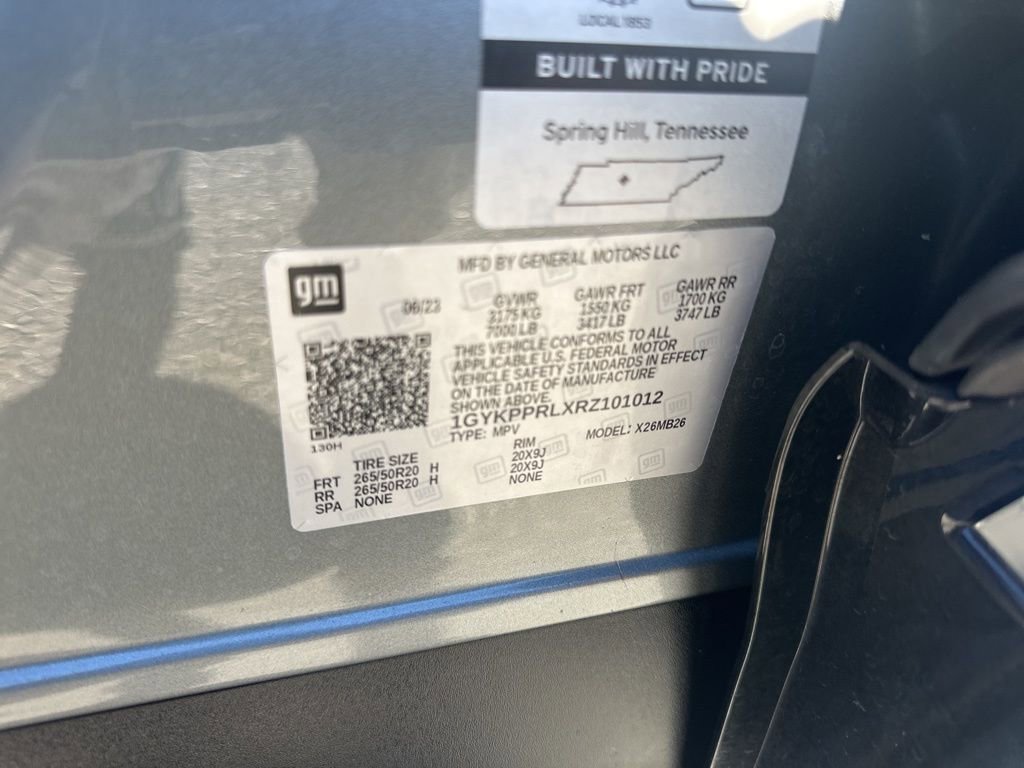 LOCAL 1853
BUILT WITH PRIDE
Spring Hill, Tennessee
gm
MFD BY GENERAL MOTORS LLC
06/23
GVWR
3175 KG
7000 LB
GAWR FRT
1550 KG
3417 LB
GAWR RR
1700 KG
3747 LB
THIS VEHICLE CONFORMS TO ALL
APPLICABLE U.S. FEDERAL MOTOR
VEHICLE SAFETY STANDARDS IN EFFECT
ON THE DATE OF MANUFACTURE
SHOWN ABOVE.
1GYKPPRLXRZ101012
TYPE: MPV
MODEL: X26MB26
130H
TIRE SIZE
RIM
FRT 265/50R20 H 20X9J
RR 265/50R20 H 20X9J
SPA NONE NONE